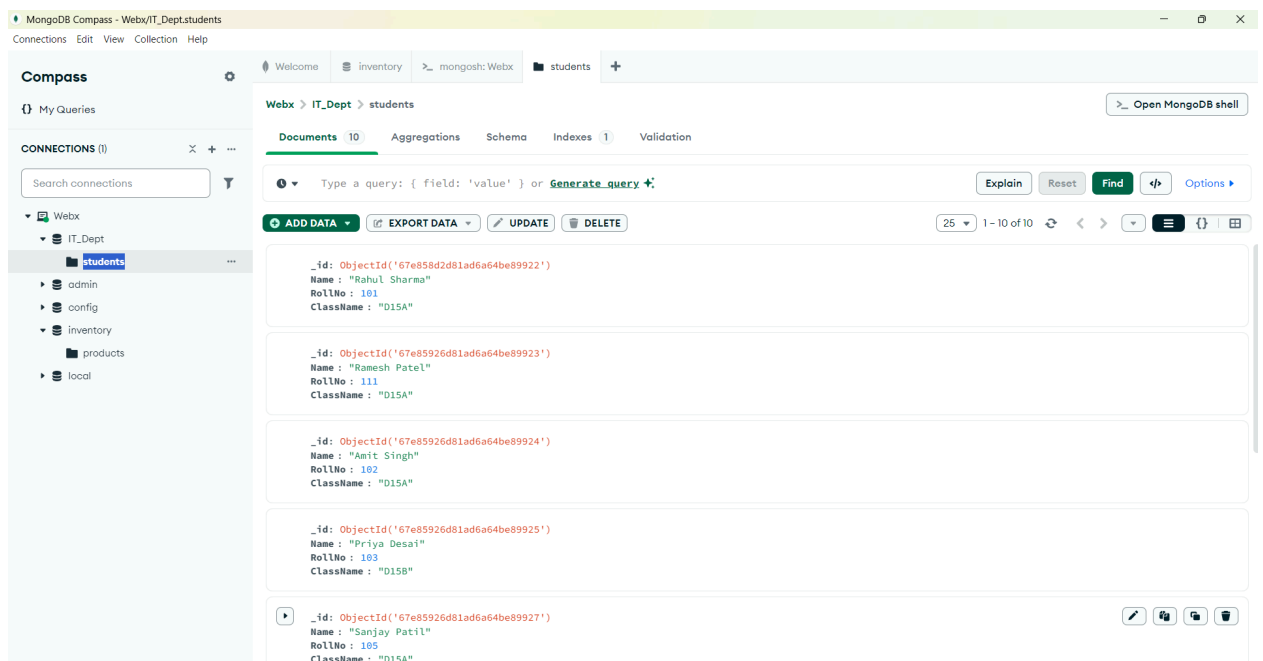 MongoDB Compass - Webx/IT_Dept.students
Connections Edit View Collection Help
Compass
{} My Queries
CONNECTIONS (1)
Search connections
Webx
IT_Dept
students
admin
config
inventory
products
local
Welcome inventory >_ mongosh: Webx students +
Webx > IT_Dept > students
>_ Open MongoDB shell
Documents 10 Aggregations Schema Indexes 1 Validation
Type a query: { field: 'value' } or Generate query
Explain Reset Find </> Options
ADD DATA EXPORT DATA UPDATE DELETE
25 1 – 10 of 10 {}
_id: ObjectId('67e858d2d81ad6a64be89922')
Name : "Rahul Sharma"
RollNo : 101
ClassName : "D15A"
_id: ObjectId('67e85926d81ad6a64be89923')
Name : "Ramesh Patel"
RollNo : 111
ClassName : "D15A"
_id: ObjectId('67e85926d81ad6a64be89924')
Name : "Amit Singh"
RollNo : 102
ClassName : "D15A"
_id: ObjectId('67e85926d81ad6a64be89925')
Name : "Priya Desai"
RollNo : 103
ClassName : "D15B"
_id: ObjectId('67e85926d81ad6a64be89927')
Name : "Sanjay Patil"
RollNo : 105
ClassName : "D15A"